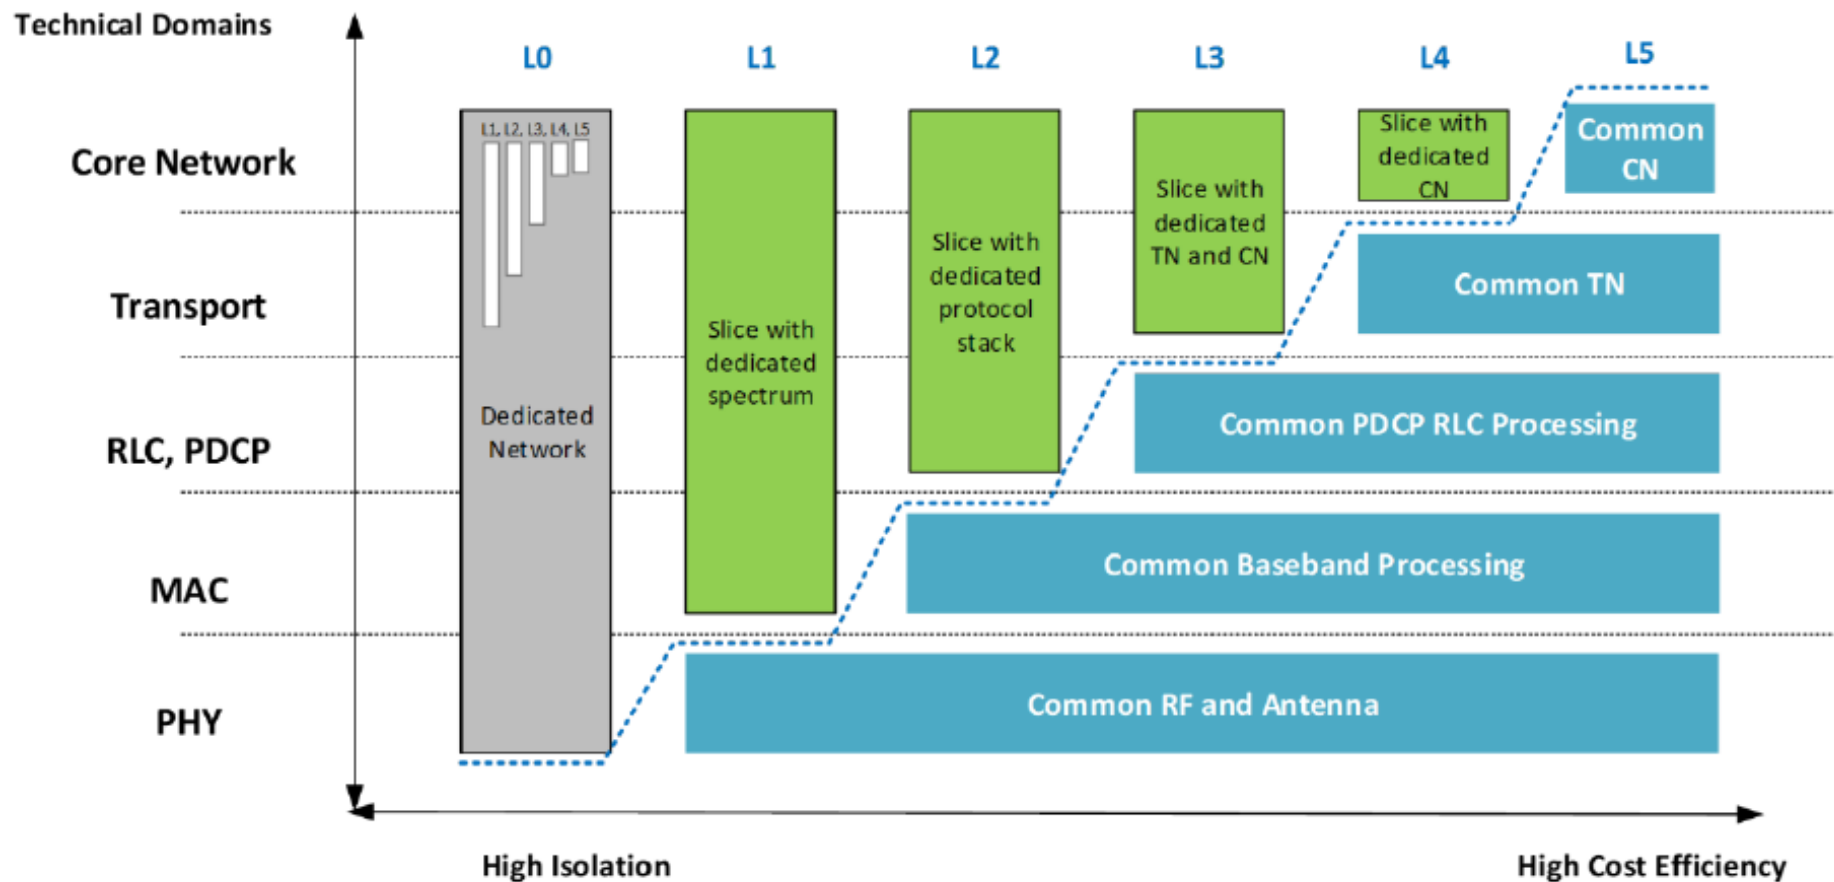 Technical Domains
L0
L1
L2
L3
L4
L5
Core Network
Transport
RLC, PDCP
MAC
PHY
L1, L2, L3, L4, L5
Dedicated
Network
Slice with
dedicated
spectrum
Slice with
dedicated
protocol
stack
Slice with
dedicated
TN and CN
Slice with
dedicated
CN
Common
CN
Common TN
Common PDCP RLC Processing
Common Baseband Processing
Common RF and Antenna
High Isolation
High Cost Efficiency